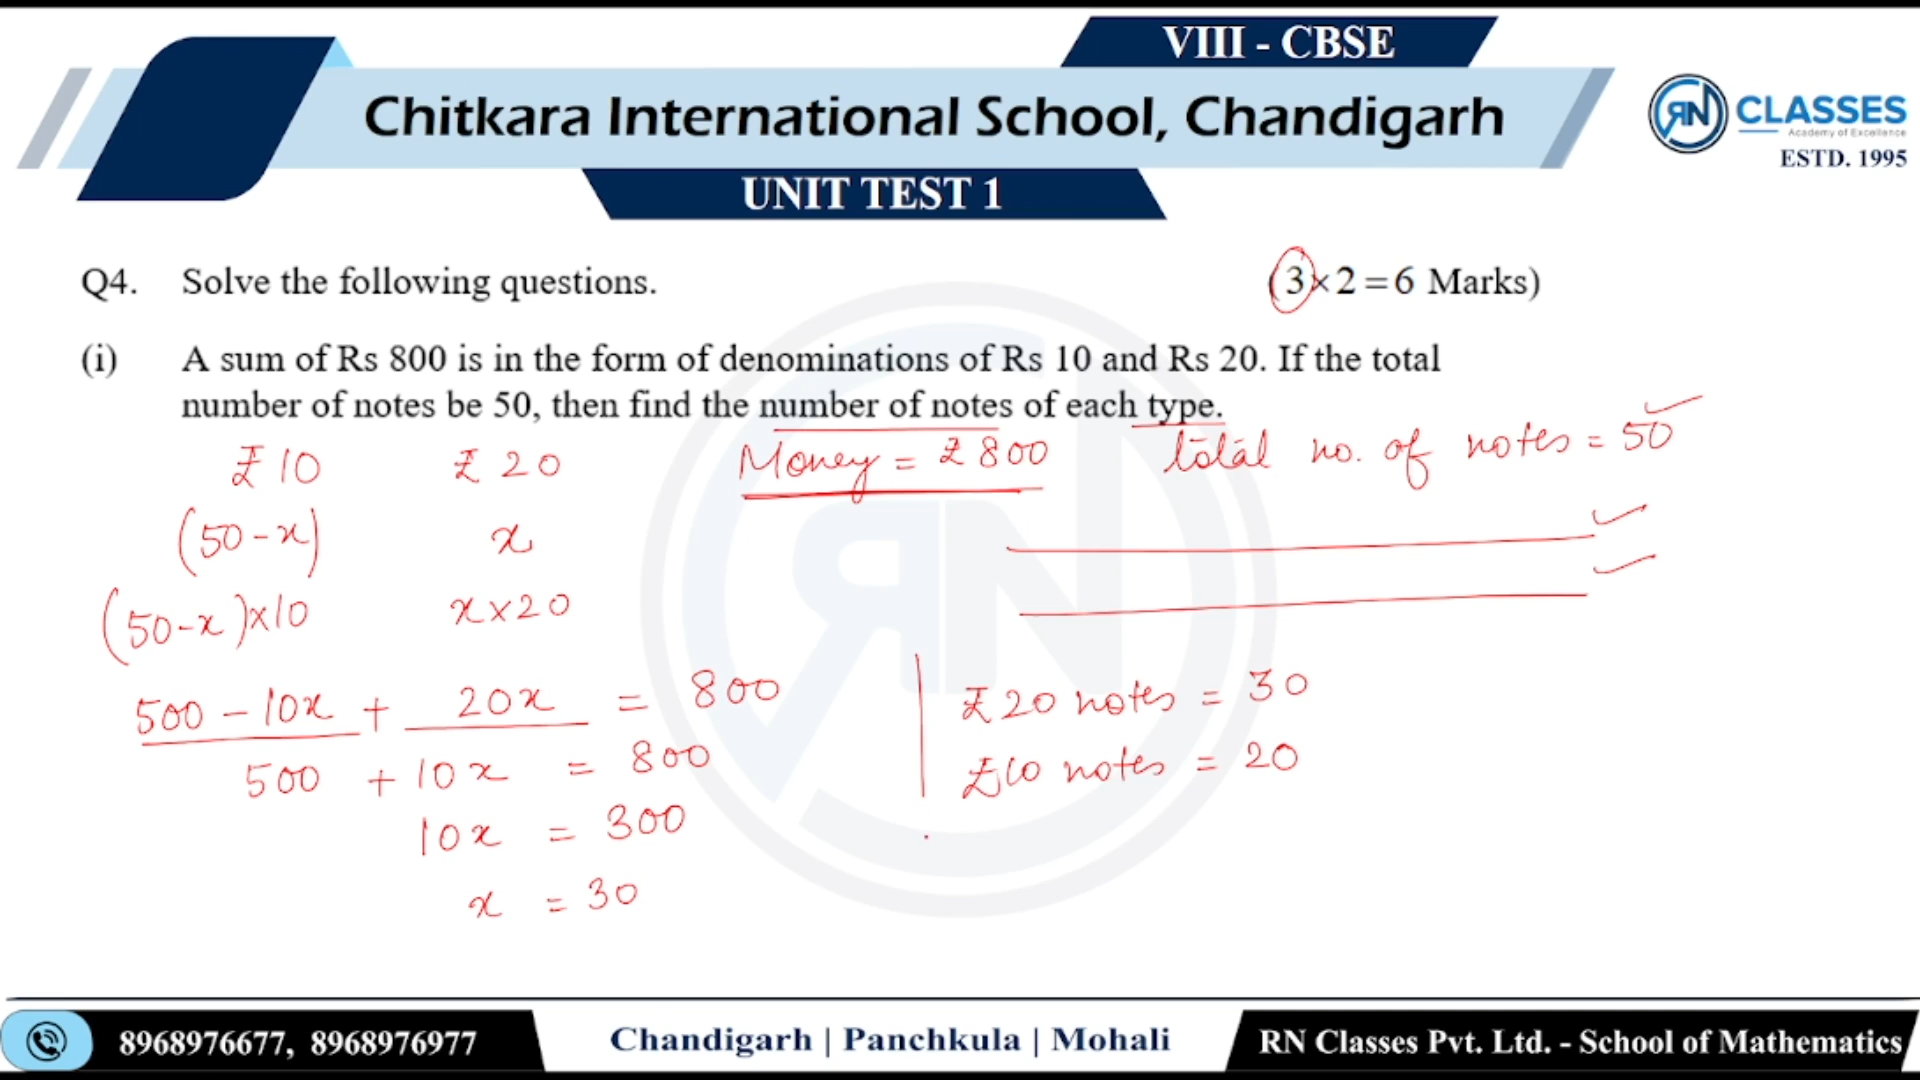 VIII - CBSE
Chitkara International School, Chandigarh
RN CLASSES
Academy of Excellence
ESTD. 1995
UNIT TEST 1
Q4. Solve the following questions. (3×2=6 Marks)
(i) A sum of Rs 800 is in the form of denominations of Rs 10 and Rs 20. If the total
number of notes be 50, then find the number of notes of each type.
₹10 ₹20 Money = ₹800 total no. of notes = 50
(50-x) x
(50-x)×10 x×20
500 - 10x + 20x = 800
500 + 10x = 800
10x = 300
x = 30
₹20 notes = 30
₹10 notes = 20
RN
8968976677, 8968976977
Chandigarh | Panchkula | Mohali
RN Classes Pvt. Ltd. - School of Mathematics